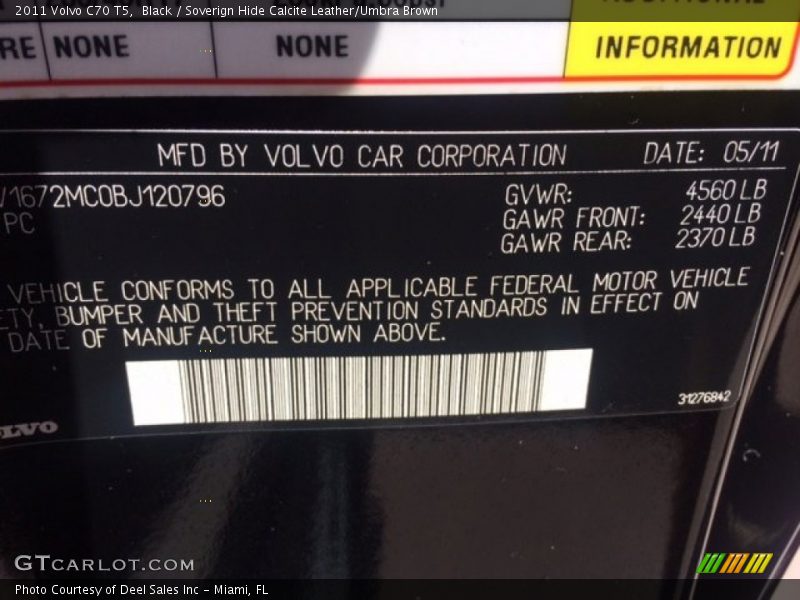 2011 Volvo C70 T5, Black / Soverign Hide Calcite Leather/Umbra Brown
RE NONE NONE INFORMATION
MFD BY VOLVO CAR CORPORATION DATE: 05/11
V1672MC0BJ120796 GVWR: 4560 LB
PC GAWR FRONT: 2440 LB
GAWR REAR: 2370 LB
VEHICLE CONFORMS TO ALL APPLICABLE FEDERAL MOTOR VEHICLE
ETY, BUMPER AND THEFT PREVENTION STANDARDS IN EFFECT ON
DATE OF MANUFACTURE SHOWN ABOVE.
31276842
LVO
GTCARLOT.COM
Photo Courtesy of Deel Sales Inc – Miami, FL